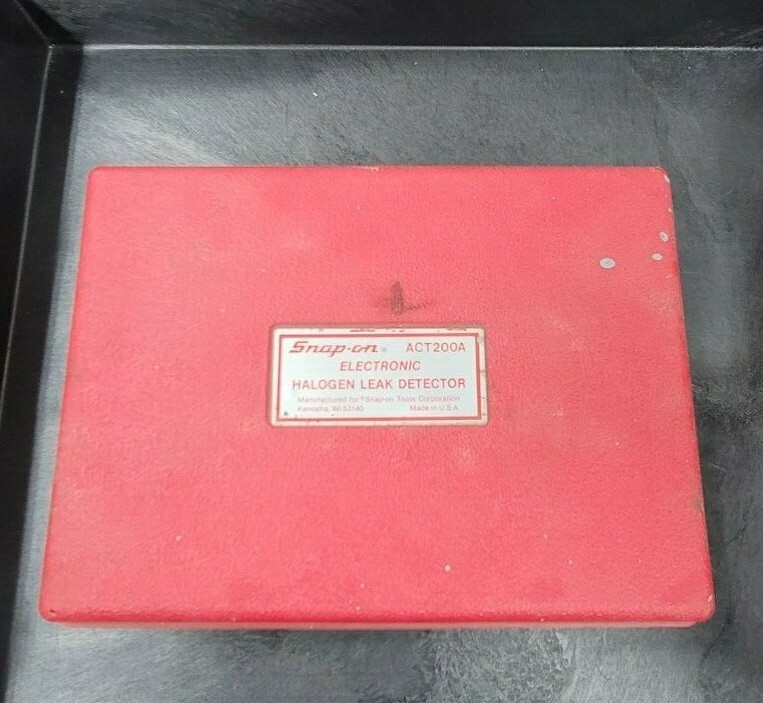 Snap-on® ACT200A
ELECTRONIC
HALOGEN LEAK DETECTOR
Manufactured for ®Snap-on Tools Corporation
Kenosha, WI 53140 Made in U.S.A.